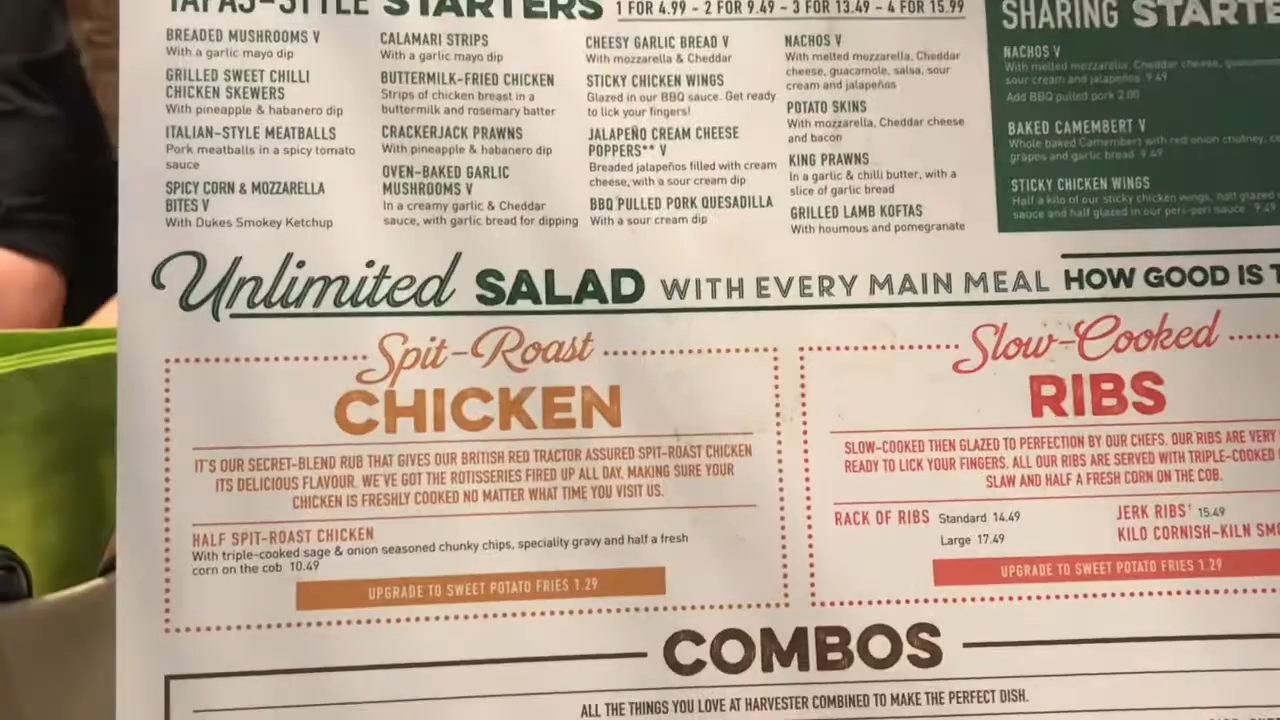 TAPAS-STYLE STARTERS 1 FOR 4.99 - 2 FOR 9.49 - 3 FOR 13.49 - 4 FOR 15.99
BREADED MUSHROOMS V
With a garlic mayo dip
GRILLED SWEET CHILLI
CHICKEN SKEWERS
With pineapple & habanero dip
ITALIAN-STYLE MEATBALLS
Pork meatballs in a spicy tomato
sauce
SPICY CORN & MOZZARELLA
BITES V
With Dukes Smokey Ketchup
CALAMARI STRIPS
With a garlic mayo dip
BUTTERMILK-FRIED CHICKEN
Strips of chicken breast in a
buttermilk and rosemary batter
CRACKERJACK PRAWNS
With pineapple & habanero dip
OVEN-BAKED GARLIC
MUSHROOMS V
In a creamy garlic & Cheddar
sauce, with garlic bread for dipping
CHEESY GARLIC BREAD V
With mozzarella & Cheddar
STICKY CHICKEN WINGS
Glazed in our BBQ sauce. Get ready
to lick your fingers!
JALAPEÑO CREAM CHEESE
POPPERS** V
Breaded jalapeños filled with cream
cheese, with a sour cream dip
BBQ PULLED PORK QUESADILLA
With a sour cream dip
NACHOS V
With melted mozzarella, Cheddar
cheese, guacamole, salsa, sour
cream and jalapeños
POTATO SKINS
With mozzarella, Cheddar cheese
and bacon
KING PRAWNS
In a garlic & chilli butter, with a
slice of garlic bread
GRILLED LAMB KOFTAS
With houmous and pomegranate
SHARING STARTE
NACHOS V
With melted mozzarella, Cheddar cheese,
sour cream and jalapeños 9.49
Add BBQ pulled pork 2.00
BAKED CAMEMBERT V
Whole baked Camembert with red onion chutney,
grapes and garlic bread 9.49
STICKY CHICKEN WINGS
Half a kilo of our sticky chicken wings, half glazed
sauce and half glazed in our peri-peri sauce 9.49
Unlimited SALAD WITH EVERY MAIN MEAL HOW GOOD IS T
Spit-Roast
CHICKEN
IT'S OUR SECRET-BLEND RUB THAT GIVES OUR BRITISH RED TRACTOR ASSURED SPIT-ROAST CHICKEN
ITS DELICIOUS FLAVOUR. WE'VE GOT THE ROTISSERIES FIRED UP ALL DAY, MAKING SURE YOUR
CHICKEN IS FRESHLY COOKED NO MATTER WHAT TIME YOU VISIT US.
HALF SPIT-ROAST CHICKEN
With triple-cooked sage & onion seasoned chunky chips, speciality gravy and half a fresh
corn on the cob 10.49
UPGRADE TO SWEET POTATO FRIES 1.29
Slow-Cooked
RIBS
SLOW-COOKED THEN GLAZED TO PERFECTION BY OUR CHEFS. OUR RIBS ARE VERY
READY TO LICK YOUR FINGERS. ALL OUR RIBS ARE SERVED WITH TRIPLE-COOKED
SLAW AND HALF A FRESH CORN ON THE COB.
RACK OF RIBS Standard 14.49
Large 17.49
JERK RIBS† 15.49
KILO CORNISH-KILN SMO
UPGRADE TO SWEET POTATO FRIES 1.29
COMBOS
ALL THE THINGS YOU LOVE AT HARVESTER COMBINED TO MAKE THE PERFECT DISH.